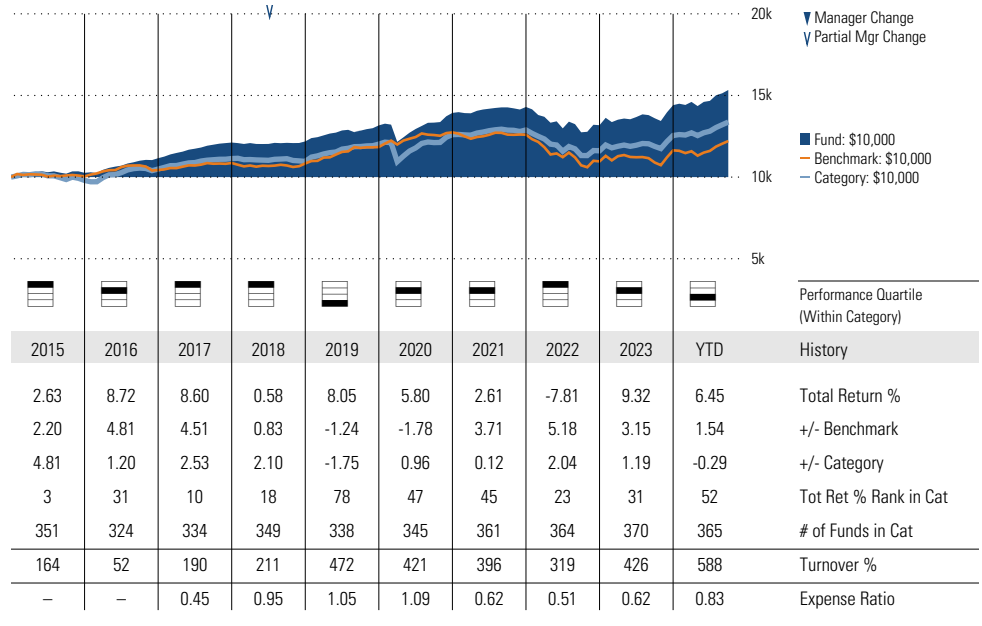 20k
15k
10k
5k
Manager Change
Partial Mgr Change
Fund: $10,000
Benchmark: $10,000
Category: $10,000
Performance Quartile
(Within Category)
2015 2016 2017 2018 2019 2020 2021 2022 2023 YTD History
2.63 8.72 8.60 0.58 8.05 5.80 2.61 -7.81 9.32 6.45 Total Return %
2.20 4.81 4.51 0.83 -1.24 -1.78 3.71 5.18 3.15 1.54 +/- Benchmark
4.81 1.20 2.53 2.10 -1.75 0.96 0.12 2.04 1.19 -0.29 +/- Category
3 31 10 18 78 47 45 23 31 52 Tot Ret % Rank in Cat
351 324 334 349 338 345 361 364 370 365 # of Funds in Cat
164 52 190 211 472 421 396 319 426 588 Turnover %
– – 0.45 0.95 1.05 1.09 0.62 0.51 0.62 0.83 Expense Ratio